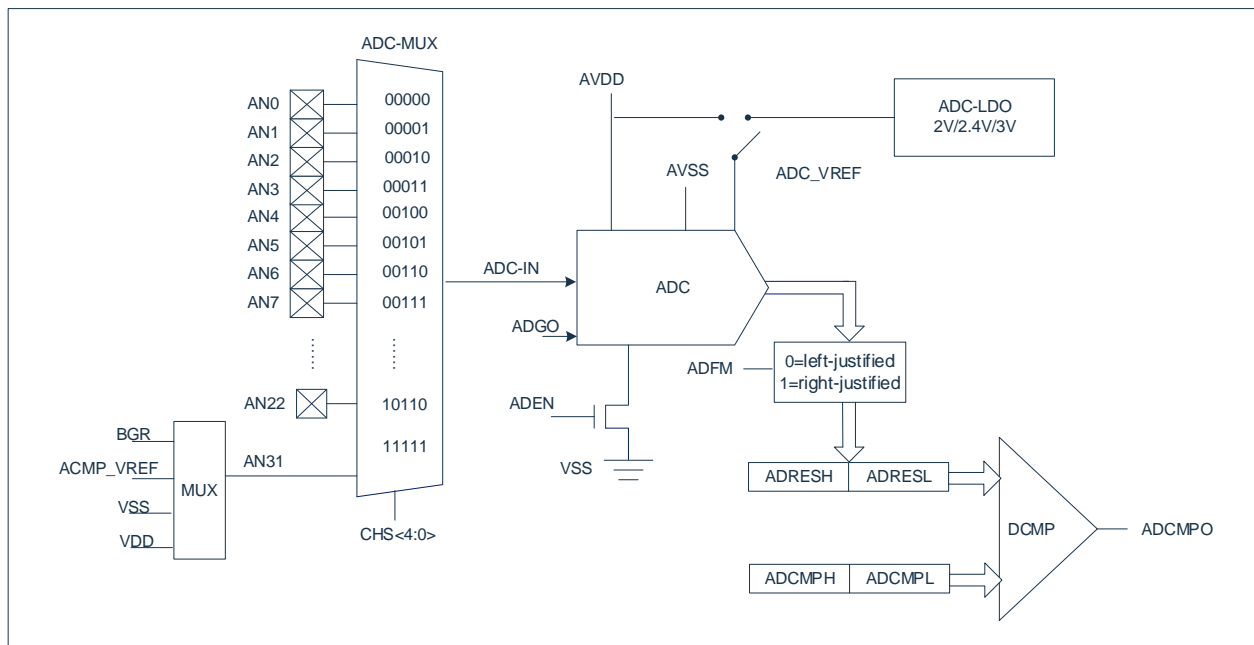 ADC-MUX
AN0
00000
AN1
00001
AN2
00010
AN3
00011
AN4
00100
AN5
00101
AN6
00110
AN7
00111
AN22
10110
11111
BGR
ACMP_VREF
VSS
VDD
MUX
AN31
CHS<4:0>
ADC-IN
ADGO
ADEN
VSS
AVDD
AVSS
ADC_VREF
ADC-LDO
2V/2.4V/3V
ADC
ADFM
0=left-justified
1=right-justified
ADRESH
ADRESL
ADCMPH
ADCMPL
DCMP
ADCMPO